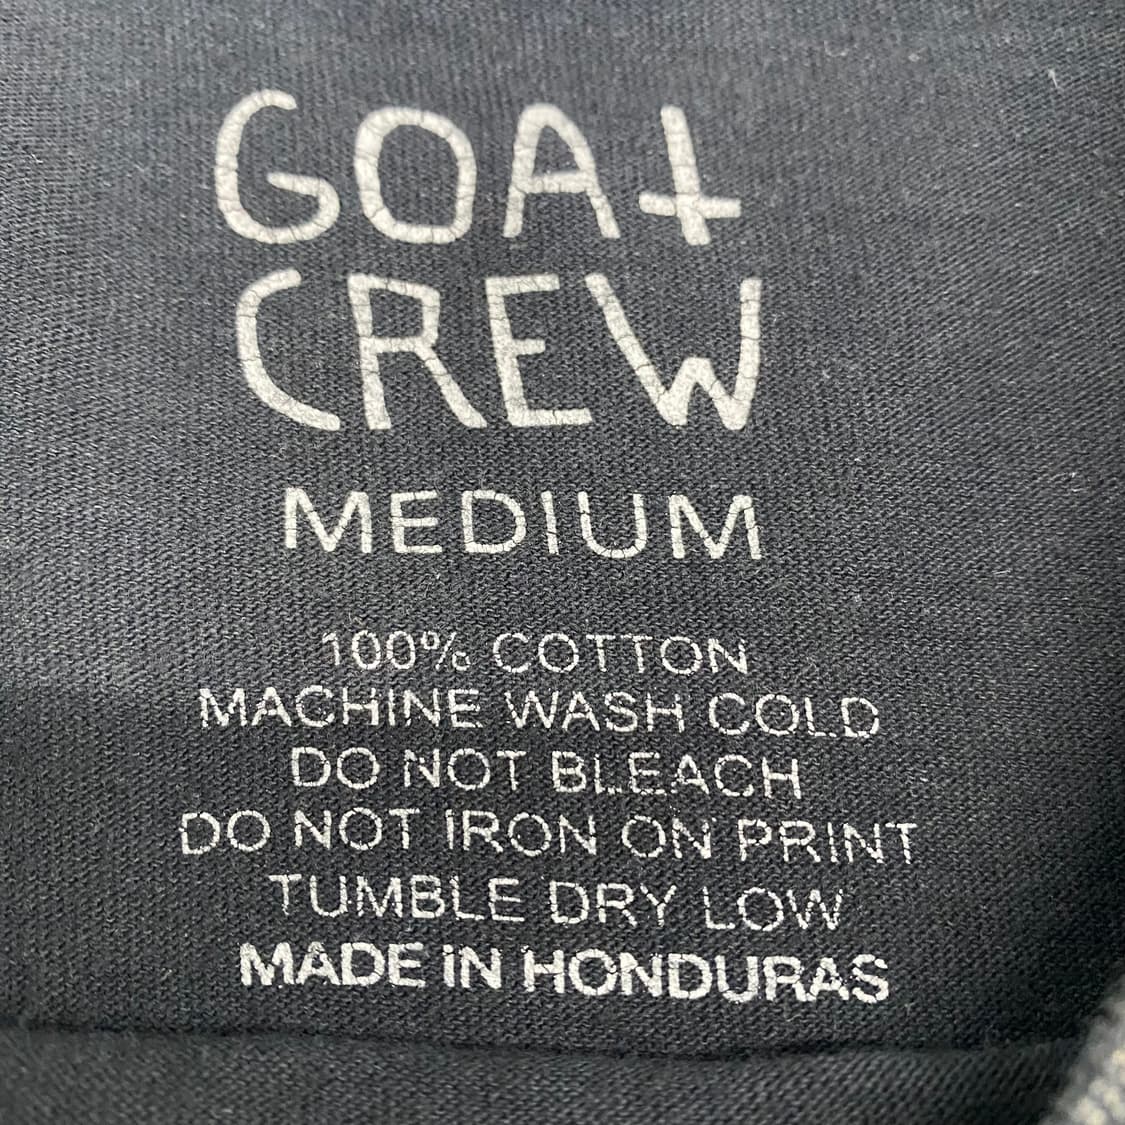 GOAt
CREW
MEDIUM
100% COTTON
MACHINE WASH COLD
DO NOT BLEACH
DO NOT IRON ON PRINT
TUMBLE DRY LOW
MADE IN HONDURAS